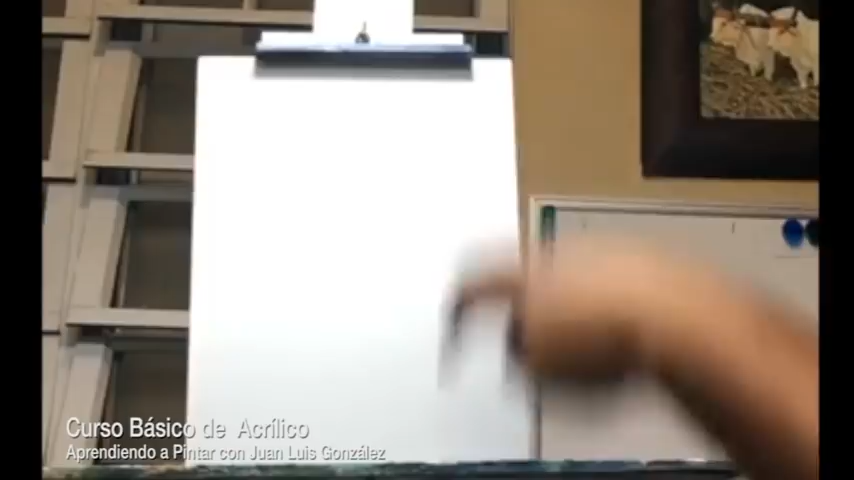 Curso Básico de Acrílico
Aprendiendo a Pintar con Juan Luis González